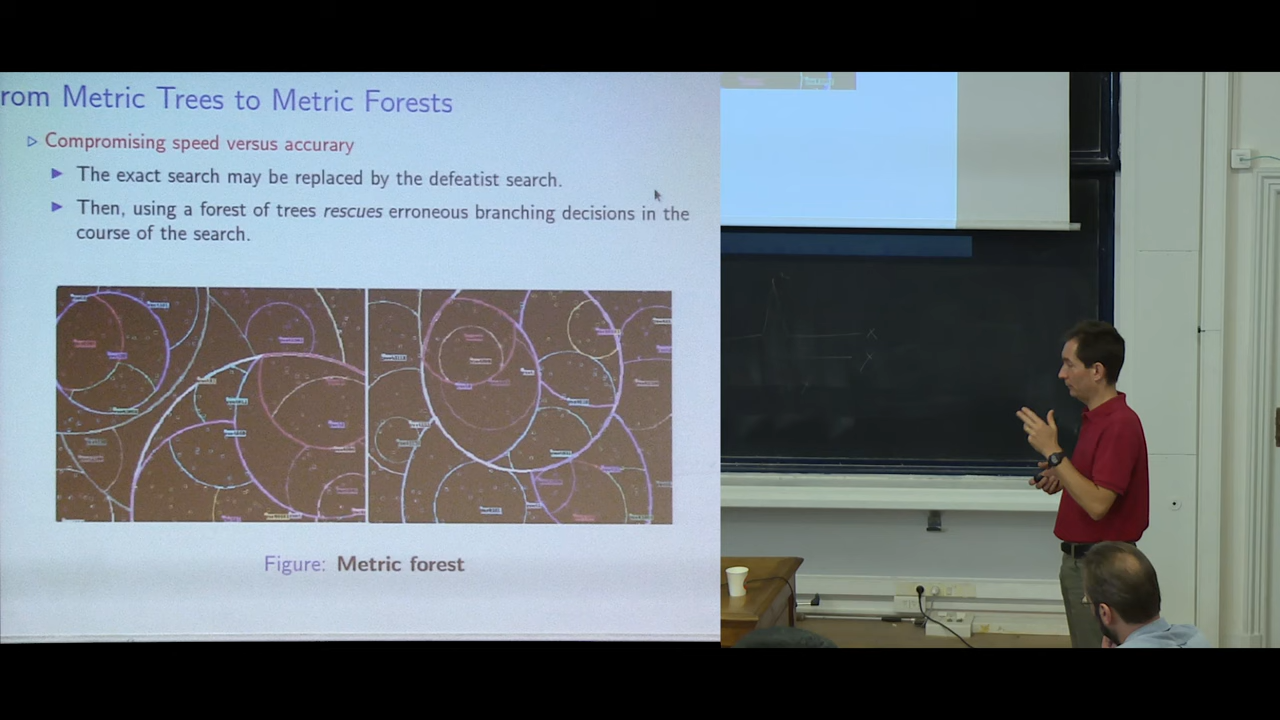 rom Metric Trees to Metric Forests
Compromising speed versus accurary
The exact search may be replaced by the defeatist search.
Then, using a forest of trees rescues erroneous branching decisions in the
course of the search.
Figure: Metric forest